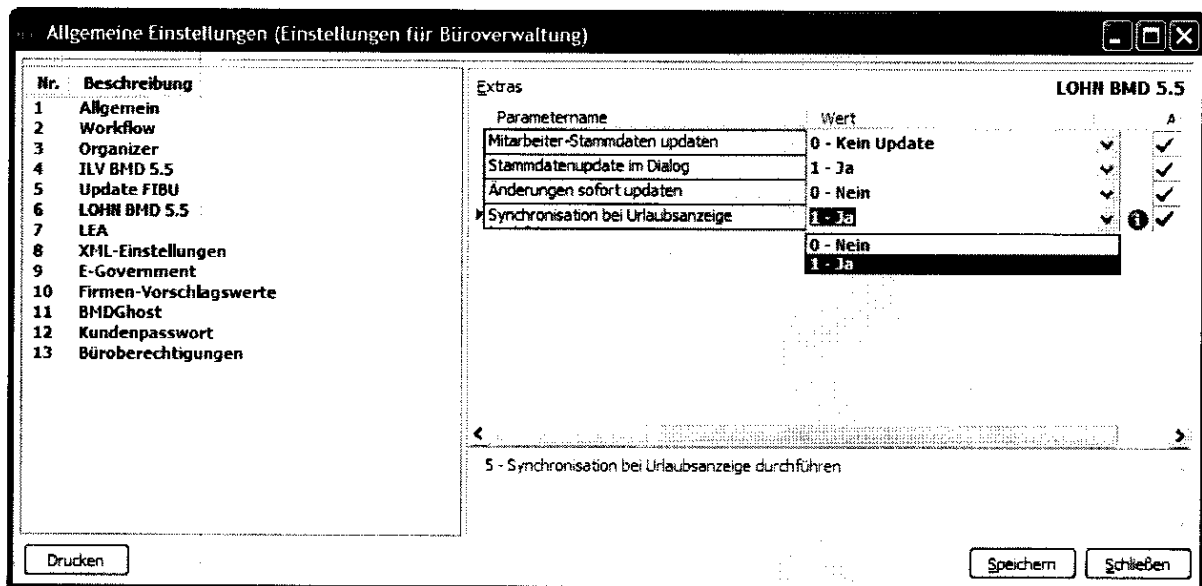 Allgemeine Einstellungen (Einstellungen für Büroverwaltung)
Nr. Beschreibung
1 Allgemein
2 Workflow
3 Organizer
4 ILV BMD 5.5
5 Update FIBU
6 LOHN BMD 5.5
7 LEA
8 XML-Einstellungen
9 E-Government
10 Firmen-Vorschlagswerte
11 BMDGhost
12 Kundenpasswort
13 Büroberechtigungen
Extras LOHN BMD 5.5
Parametername Wert A
Mitarbeiter-Stammdaten updaten 0 - Kein Update
Stammdatenupdate im Dialog 1 - Ja
Änderungen sofort updaten 0 - Nein
Synchronisation bei Urlaubsanzeige 1 - Ja
0 - Nein
1 - Ja
5 - Synchronisation bei Urlaubsanzeige durchführen
Drucken Speichern Schließen